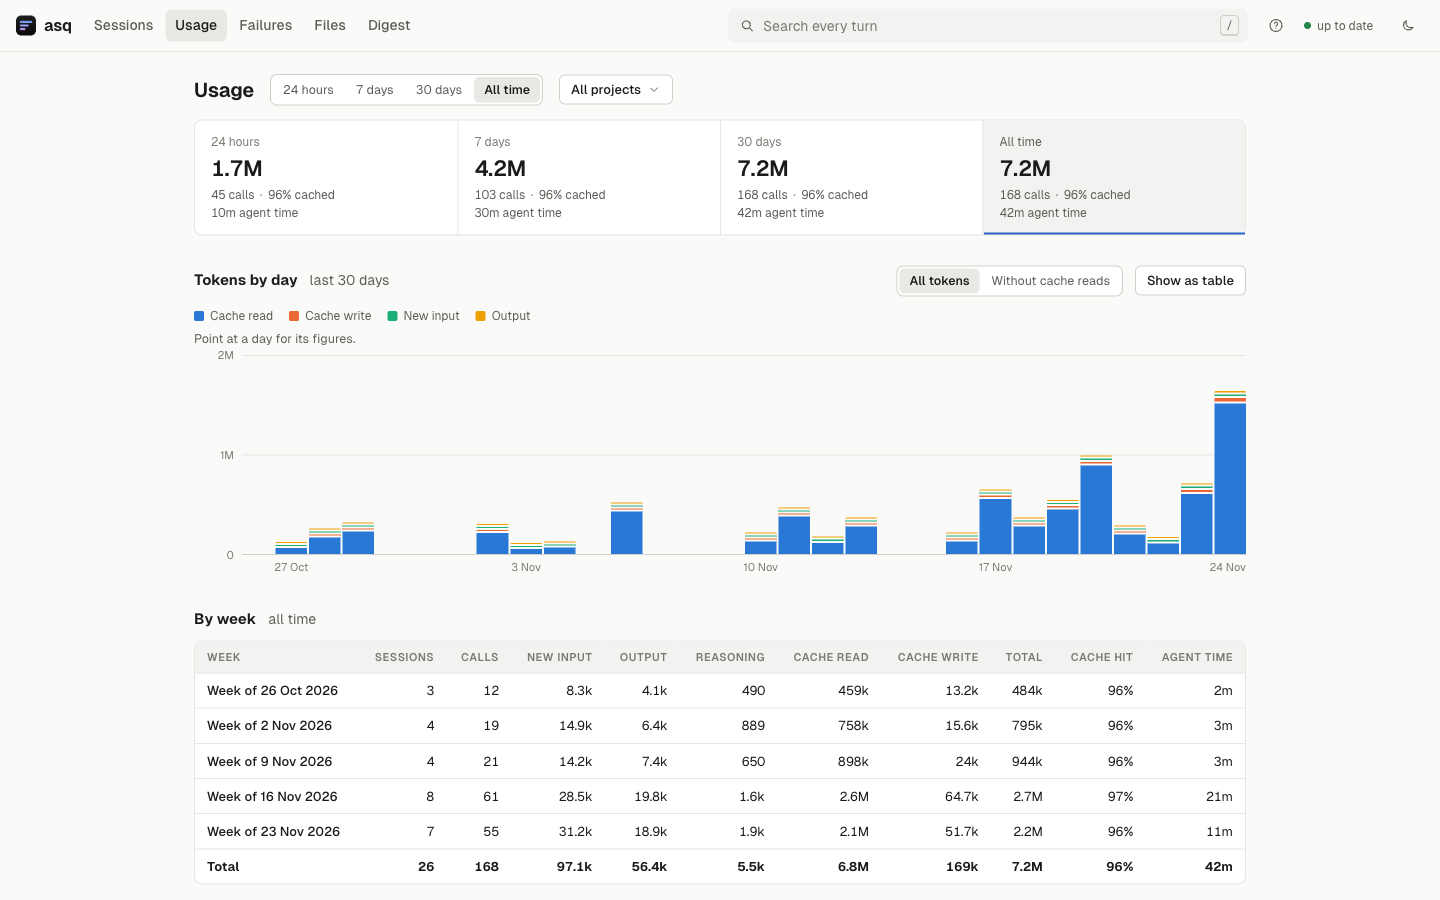 asq Sessions Usage Failures Files Digest Search every turn / up to date
Usage 24 hours 7 days 30 days All time All projects
24 hours 7 days 30 days All time
1.7M 4.2M 7.2M 7.2M
45 calls · 96% cached 103 calls · 96% cached 168 calls · 96% cached 168 calls · 96% cached
10m agent time 30m agent time 42m agent time 42m agent time
Tokens by day last 30 days All tokens Without cache reads Show as table
Cache read Cache write New input Output
Point at a day for its figures.
2M
1M
0
27 Oct 3 Nov 10 Nov 17 Nov 24 Nov
By week all time
WEEK SESSIONS CALLS NEW INPUT OUTPUT REASONING CACHE READ CACHE WRITE TOTAL CACHE HIT AGENT TIME
Week of 26 Oct 2026 3 12 8.3k 4.1k 490 459k 13.2k 484k 96% 2m
Week of 2 Nov 2026 4 19 14.9k 6.4k 889 758k 15.6k 795k 96% 3m
Week of 9 Nov 2026 4 21 14.2k 7.4k 650 898k 24k 944k 96% 3m
Week of 16 Nov 2026 8 61 28.5k 19.8k 1.6k 2.6M 64.7k 2.7M 97% 21m
Week of 23 Nov 2026 7 55 31.2k 18.9k 1.9k 2.1M 51.7k 2.2M 96% 11m
Total 26 168 97.1k 56.4k 5.5k 6.8M 169k 7.2M 96% 42m